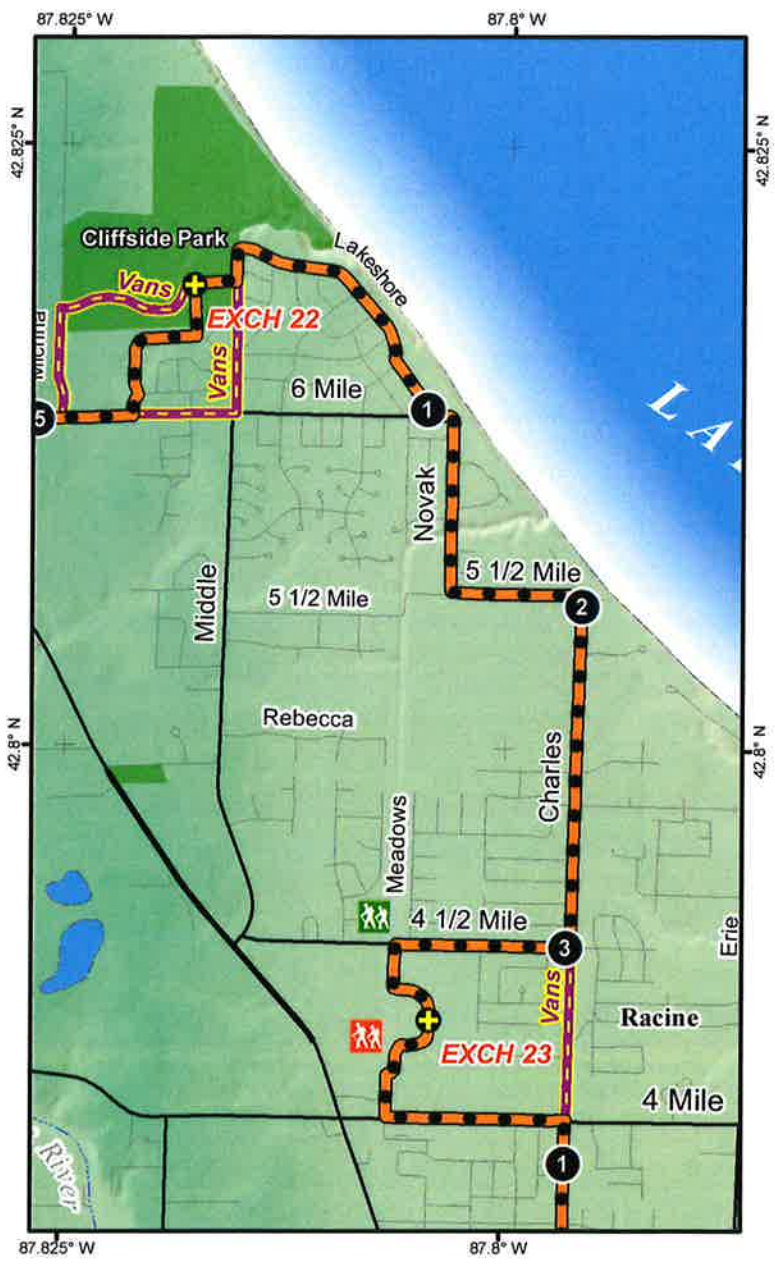 87.825° W
87.8° W
42.825° N
42.825° N
Cliffside Park
Lakeshore
Vans
EXCH 22
Vans
6 Mile
1
5
LA
Novak
5 1/2 Mile
2
5 1/2 Mile
Middle
Rebecca
42.8° N
42.8° N
Charles
Meadows
4 1/2 Mile
3
Erie
Vans
Racine
EXCH 23
4 Mile
1
River
87.825° W
87.8° W